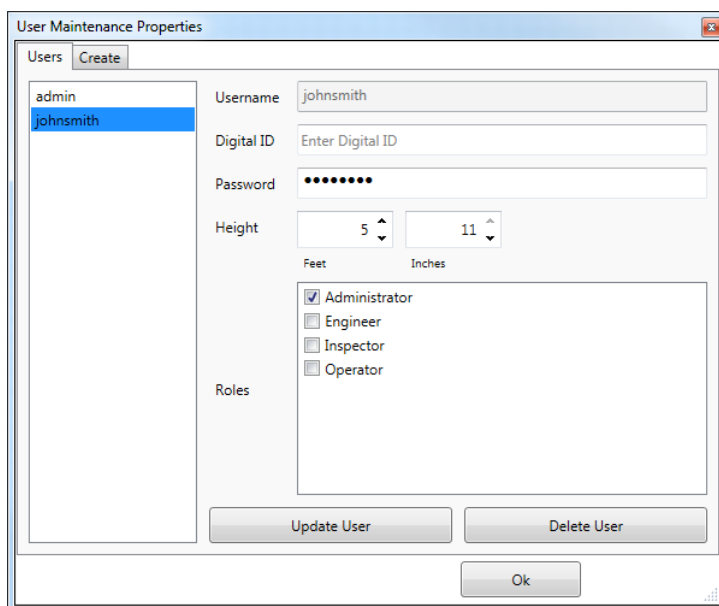 User Maintenance Properties
Users Create
admin
johnsmith
Username johnsmith
Digital ID Enter Digital ID
Password ••••••••
Height 5 11
Feet Inches
Roles
Administrator
Engineer
Inspector
Operator
Update User Delete User
Ok